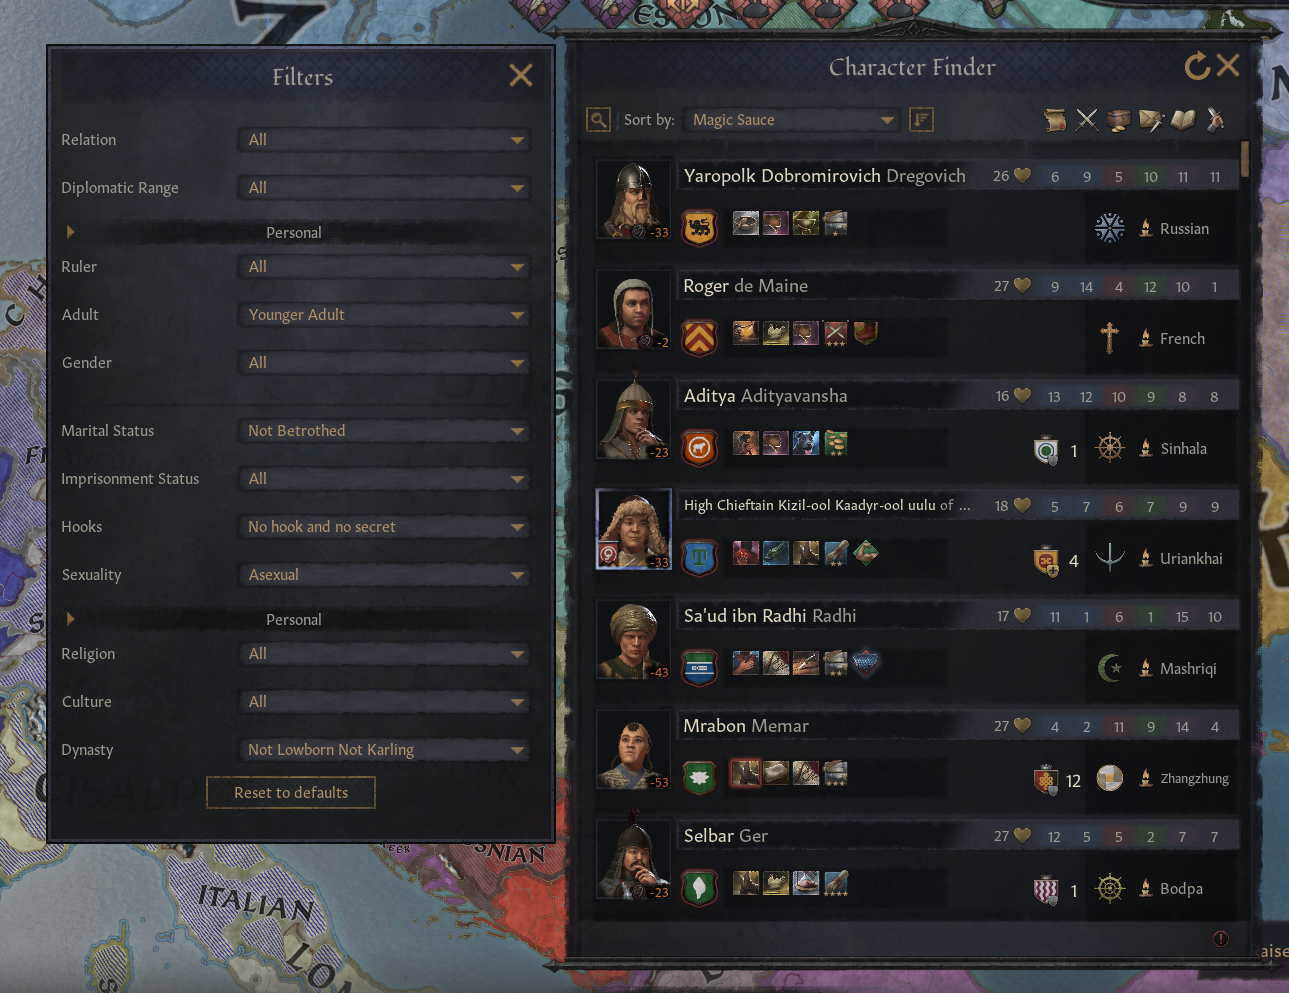 ESTON
Filters
Relation All
Diplomatic Range All
Personal
Ruler All
Adult Younger Adult
Gender All
Marital Status Not Betrothed
Imprisonment Status All
Hooks No hook and no secret
Sexuality Asexual
Personal
Religion All
Culture All
Dynasty Not Lowborn Not Karling
Reset to defaults
Character Finder
Sort by: Magic Sauce
Yaropolk Dobromirovich Dregovich 26 6 9 5 10 11 11
-33 Russian
Roger de Maine 27 9 14 4 12 10 1
-2 French
Aditya Adityavansha 16 13 12 10 9 8 8
-23 1 Sinhala
High Chieftain Kizil-ool Kaadyr-ool uulu of ... 18 5 7 6 7 9 9
-33 4 Uriankhai
Sa'ud ibn Radhi Radhi 17 11 1 6 1 15 10
-43 Mashriqi
Mrabon Memar 27 4 2 11 9 14 4
-53 12 Zhangzhung
Selbar Ger 27 12 5 5 2 7 7
-23 1 Bodpa
ITALIAN